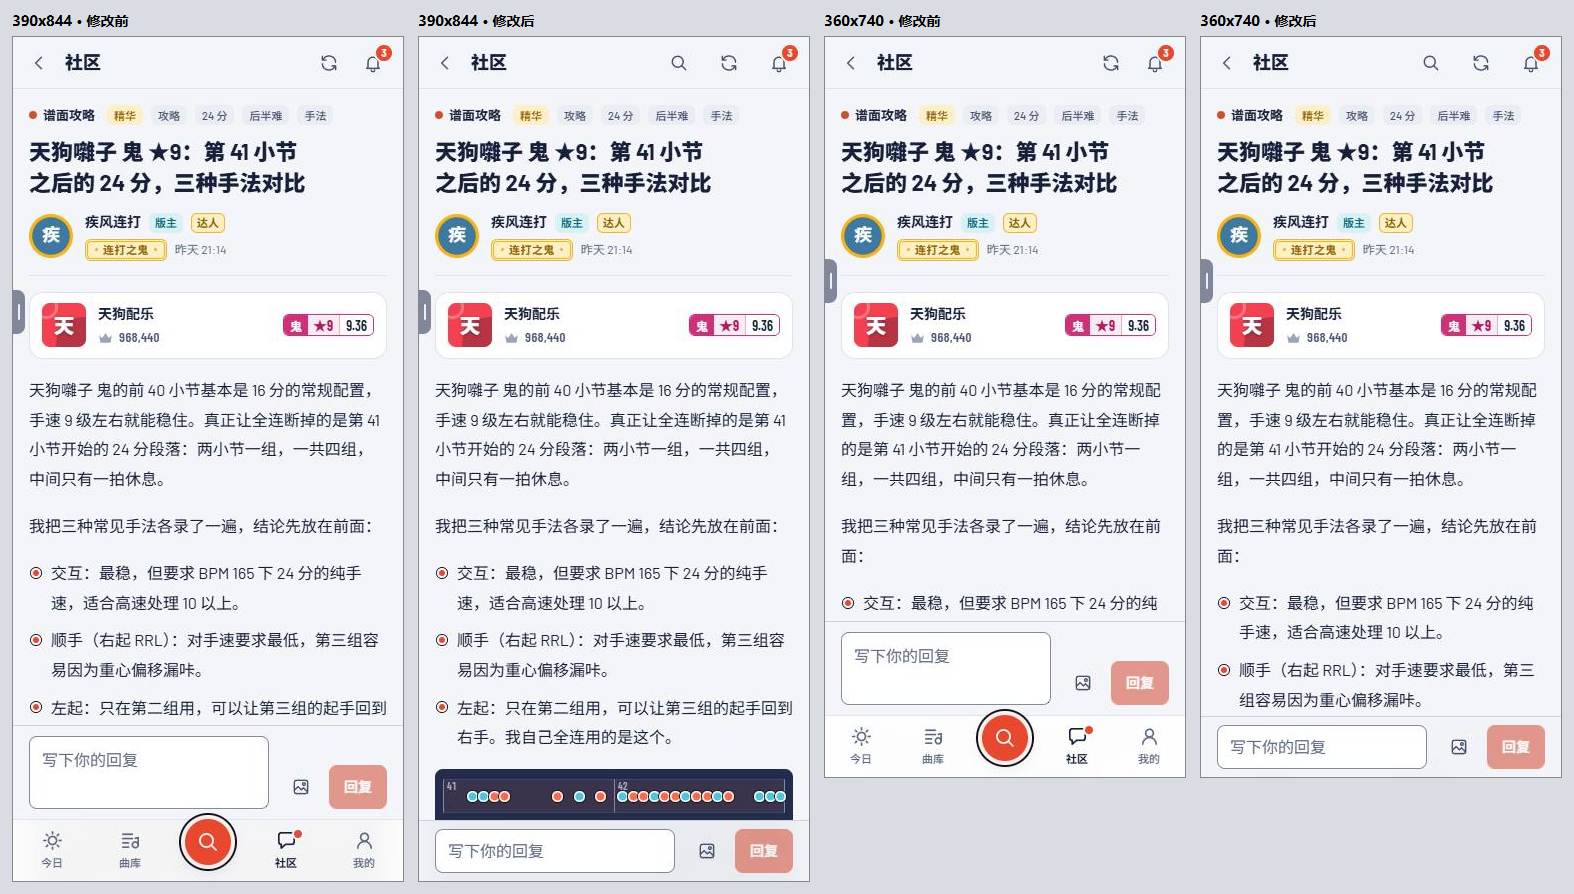 390x844 • 修改前
社区
3
谱面攻略 精华 攻略 24 分 后半难 手法
天狗囃子 鬼 ★9：第 41 小节
之后的 24 分，三种手法对比
疾 疾风连打 版主 达人
连打之鬼 昨天 21:14
天 天狗配乐
968,440
鬼 ★9 9.36
天狗囃子 鬼的前 40 小节基本是 16 分的常规配置，
手速 9 级左右就能稳住。真正让全连断掉的是第 41
小节开始的 24 分段落：两小节一组，一共四组，
中间只有一拍休息。
我把三种常见手法各录了一遍，结论先放在前面：
交互：最稳，但要求 BPM 165 下 24 分的纯手
速，适合高速处理 10 以上。
顺手（右起 RRL）：对手速要求最低，第三组容
易因为重心偏移漏咔。
左起：只在第二组用，可以让第三组的起手回到
写下你的回复
回复
今日 曲库 社区 我的
390x844 • 修改后
社区
3
谱面攻略 精华 攻略 24 分 后半难 手法
天狗囃子 鬼 ★9：第 41 小节
之后的 24 分，三种手法对比
疾 疾风连打 版主 达人
连打之鬼 昨天 21:14
天 天狗配乐
968,440
鬼 ★9 9.36
天狗囃子 鬼的前 40 小节基本是 16 分的常规配置，
手速 9 级左右就能稳住。真正让全连断掉的是第 41
小节开始的 24 分段落：两小节一组，一共四组，
中间只有一拍休息。
我把三种常见手法各录了一遍，结论先放在前面：
交互：最稳，但要求 BPM 165 下 24 分的纯手
速，适合高速处理 10 以上。
顺手（右起 RRL）：对手速要求最低，第三组容
易因为重心偏移漏咔。
左起：只在第二组用，可以让第三组的起手回到
右手。我自己全连用的是这个。
41 42
写下你的回复
回复
360x740 • 修改前
社区
3
谱面攻略 精华 攻略 24 分 后半难 手法
天狗囃子 鬼 ★9：第 41 小节
之后的 24 分，三种手法对比
疾 疾风连打 版主 达人
连打之鬼 昨天 21:14
天 天狗配乐
968,440
鬼 ★9 9.36
天狗囃子 鬼的前 40 小节基本是 16 分的常规配
置，手速 9 级左右就能稳住。真正让全连断掉
的是第 41 小节开始的 24 分段落：两小节一
组，一共四组，中间只有一拍休息。
我把三种常见手法各录了一遍，结论先放在前
面：
交互：最稳，但要求 BPM 165 下 24 分的纯
写下你的回复
回复
今日 曲库 社区 我的
360x740 • 修改后
社区
3
谱面攻略 精华 攻略 24 分 后半难 手法
天狗囃子 鬼 ★9：第 41 小节
之后的 24 分，三种手法对比
疾 疾风连打 版主 达人
连打之鬼 昨天 21:14
天 天狗配乐
968,440
鬼 ★9 9.36
天狗囃子 鬼的前 40 小节基本是 16 分的常规配
置，手速 9 级左右就能稳住。真正让全连断掉
的是第 41 小节开始的 24 分段落：两小节一
组，一共四组，中间只有一拍休息。
我把三种常见手法各录了一遍，结论先放在前
面：
交互：最稳，但要求 BPM 165 下 24 分的纯
手速，适合高速处理 10 以上。
顺手（右起 RRL）：对手速要求最低，第三
组容易因为重心偏移漏咔。
写下你的回复
回复